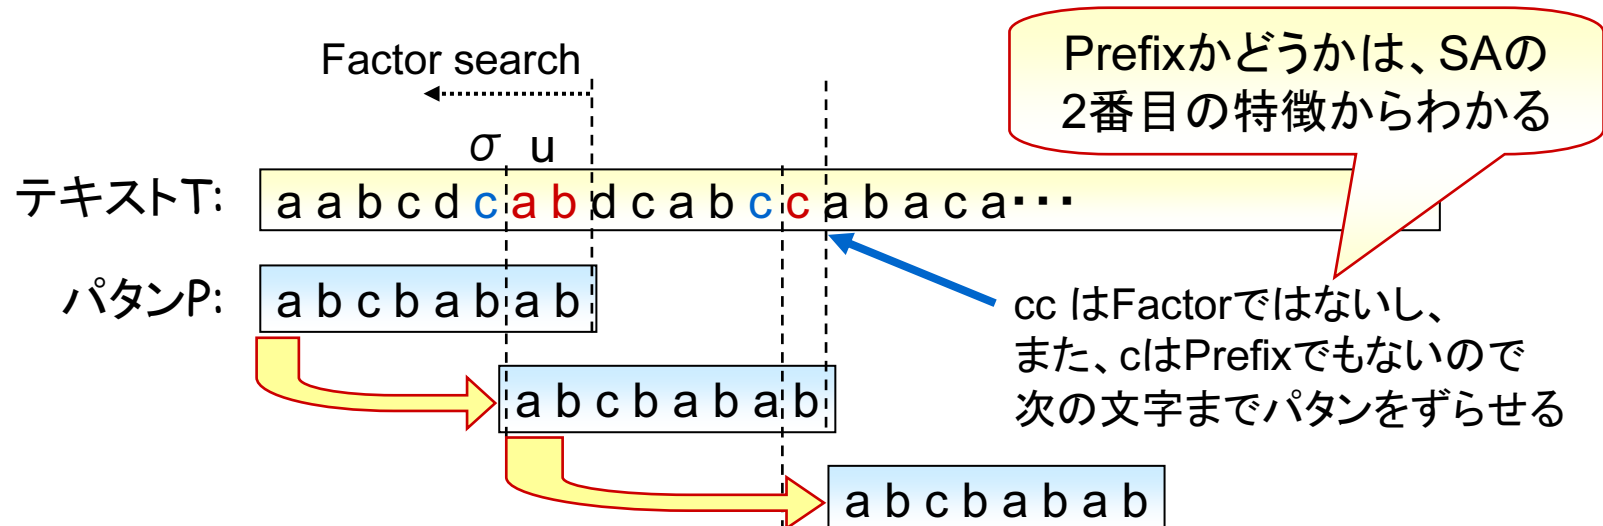 Factor search
Prefixかどうかは、SAの
2番目の特徴からわかる
σ u
テキストT: a a b c d c a b d c a b c c a b a c a・・・
パタンP: a b c b a b a b
cc はFactorではないし、
また、cはPrefixでもないので
次の文字までパタンをずらせる
a b c b a b a b
a b c b a b a b